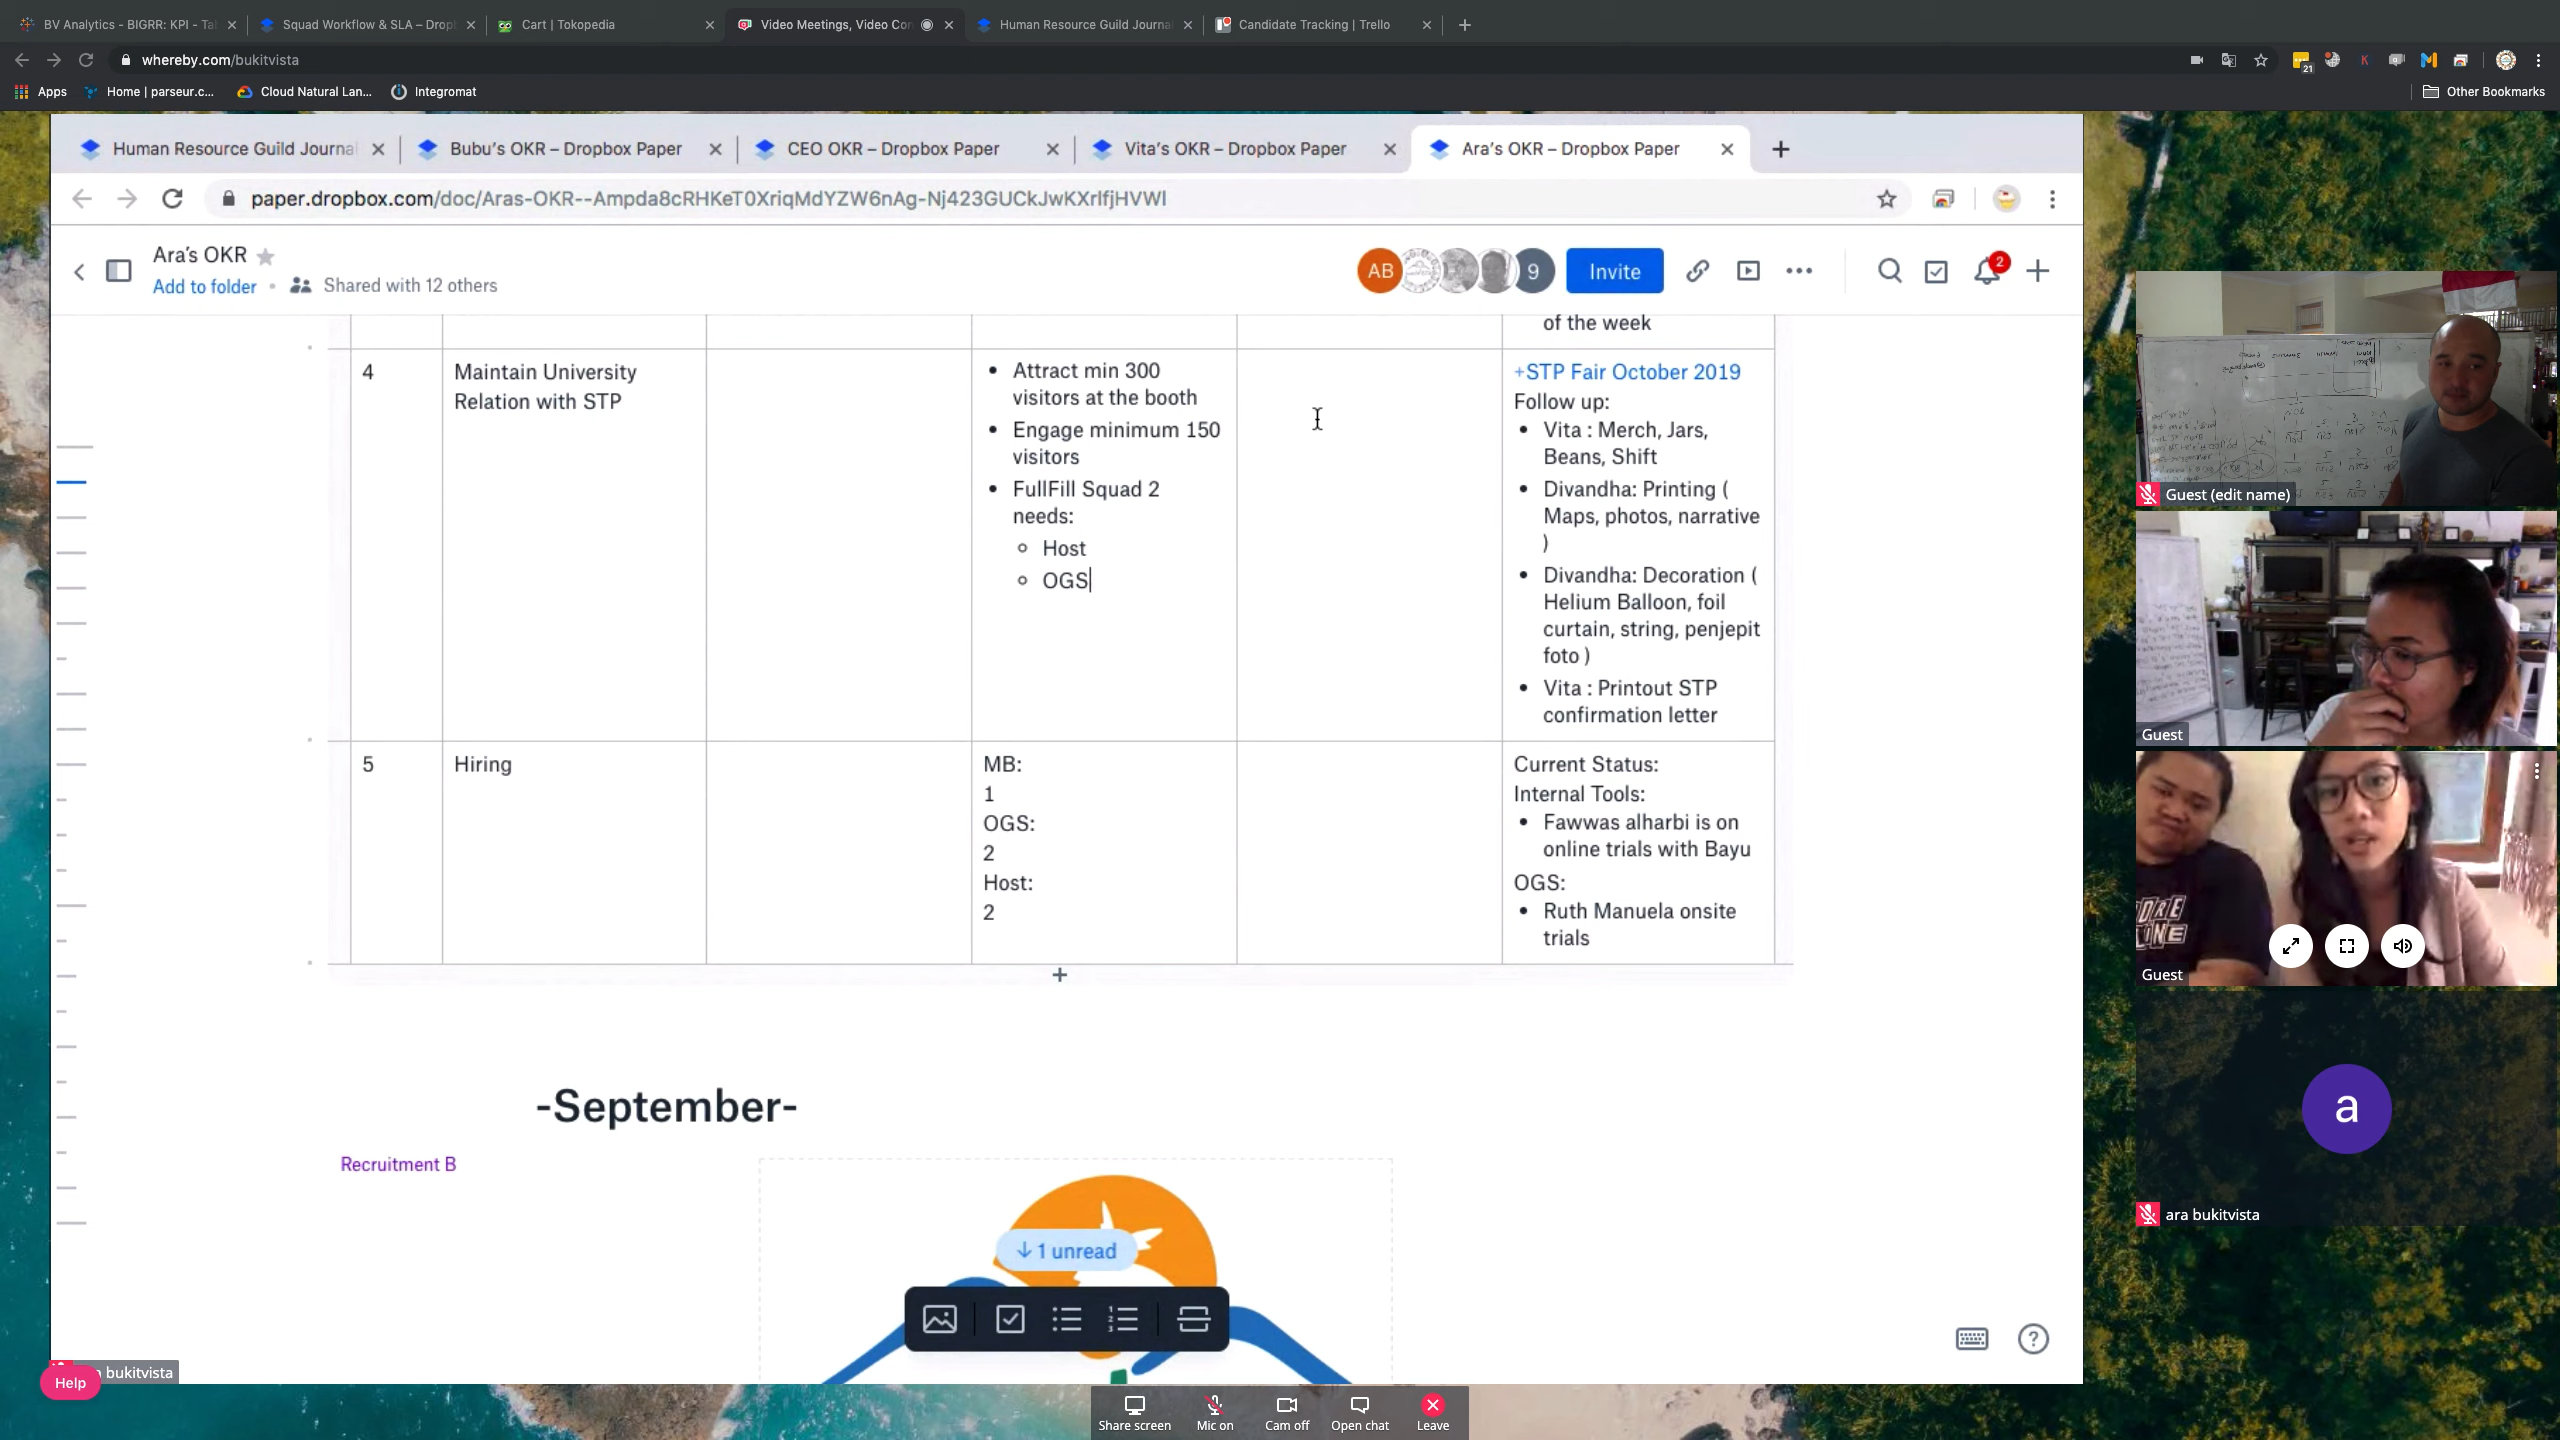 BV Analytics - BIGRR: KPI - Ta
Squad Workflow & SLA – Drop
Cart | Tokopedia
Video Meetings, Video Con
Human Resource Guild Journa
Candidate Tracking | Trello
whereby.com/bukitvista
21
Apps
Home | parseur.c...
Cloud Natural Lan...
Integromat
Other Bookmarks
Human Resource Guild Journal
Bubu's OKR – Dropbox Paper
CEO OKR – Dropbox Paper
Vita's OKR – Dropbox Paper
Ara's OKR – Dropbox Paper
paper.dropbox.com/doc/Aras-OKR--Ampda8cRHKeT0XriqMdYZW6nAg-Nj423GUCkJwKXrIfjHVWI
Ara's OKR
Add to folder
Shared with 12 others
AB
9
Invite
2
of the week
4
Maintain University
Relation with STP
Attract min 300
visitors at the booth
Engage minimum 150
visitors
FullFill Squad 2
needs:
Host
OGS
+STP Fair October 2019
Follow up:
Vita : Merch, Jars,
Beans, Shift
Divandha: Printing (
Maps, photos, narrative
)
Divandha: Decoration (
Helium Balloon, foil
curtain, string, penjepit
foto )
Vita : Printout STP
confirmation letter
5
Hiring
MB:
1
OGS:
2
Host:
2
Current Status:
Internal Tools:
Fawwas alharbi is on
online trials with Bayu
OGS:
Ruth Manuela onsite
trials
-September-
Recruitment B
1 unread
Help
bukitvista
Share screen
Mic on
Cam off
Open chat
Leave
Guest (edit name)
Guest
Guest
a
ara bukitvista